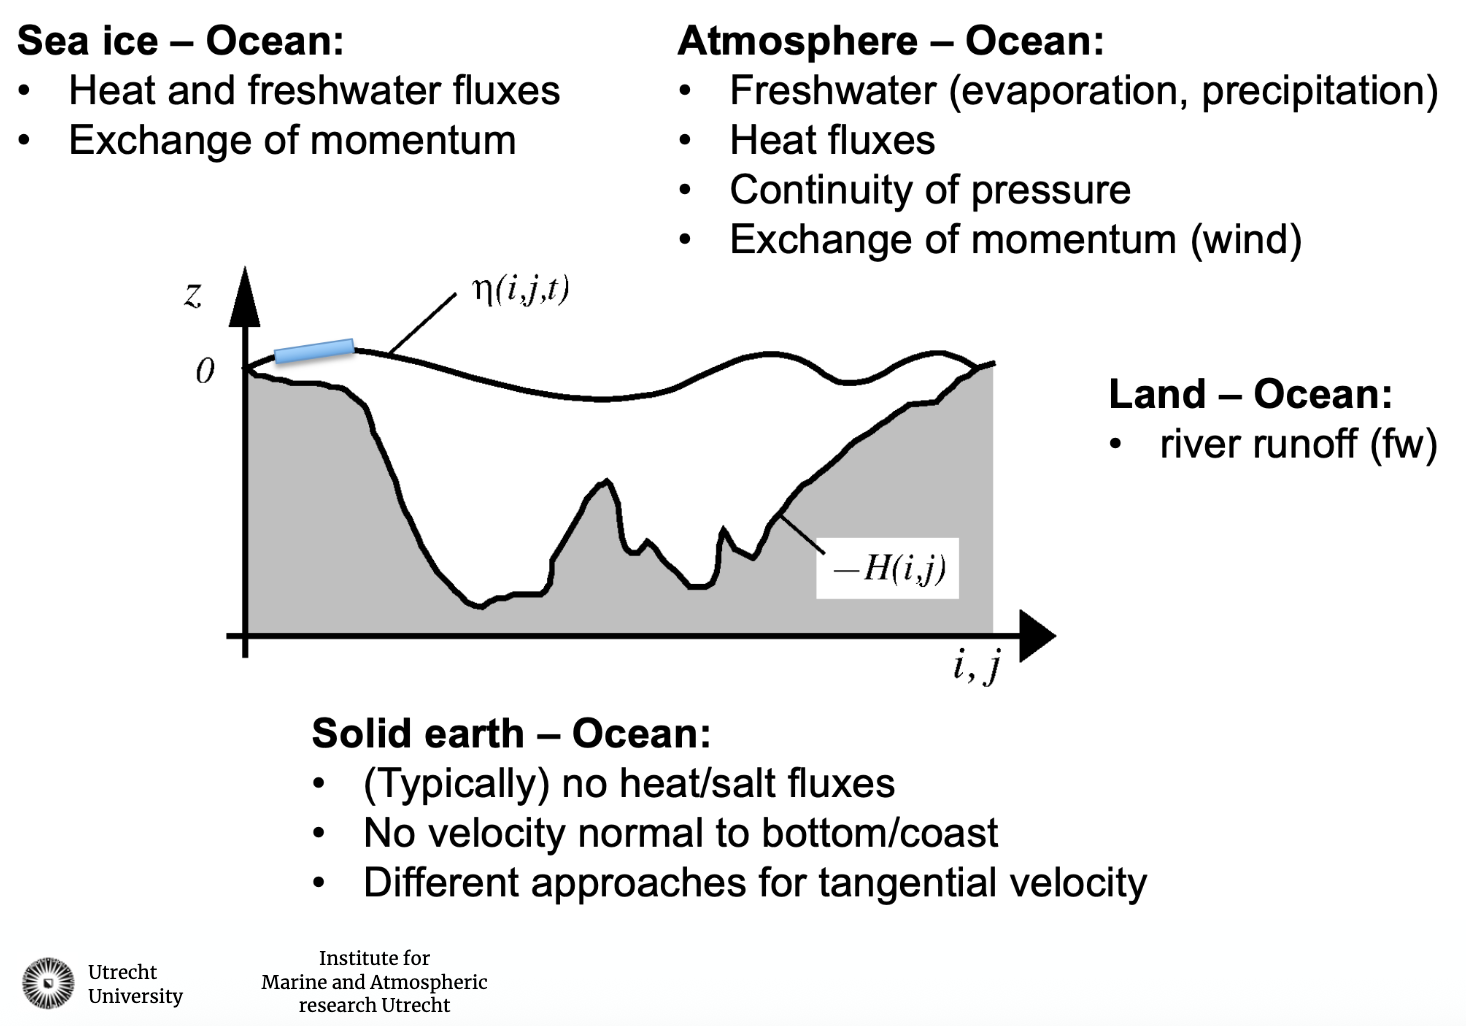 Sea ice – Ocean:
• Heat and freshwater fluxes
• Exchange of momentum
Atmosphere – Ocean:
• Freshwater (evaporation, precipitation)
• Heat fluxes
• Continuity of pressure
• Exchange of momentum (wind)
z
η(i,j,t)
0
Land – Ocean:
• river runoff (fw)
−H(i,j)
i, j
Solid earth – Ocean:
• (Typically) no heat/salt fluxes
• No velocity normal to bottom/coast
• Different approaches for tangential velocity
Utrecht
University
Institute for
Marine and Atmospheric
research Utrecht